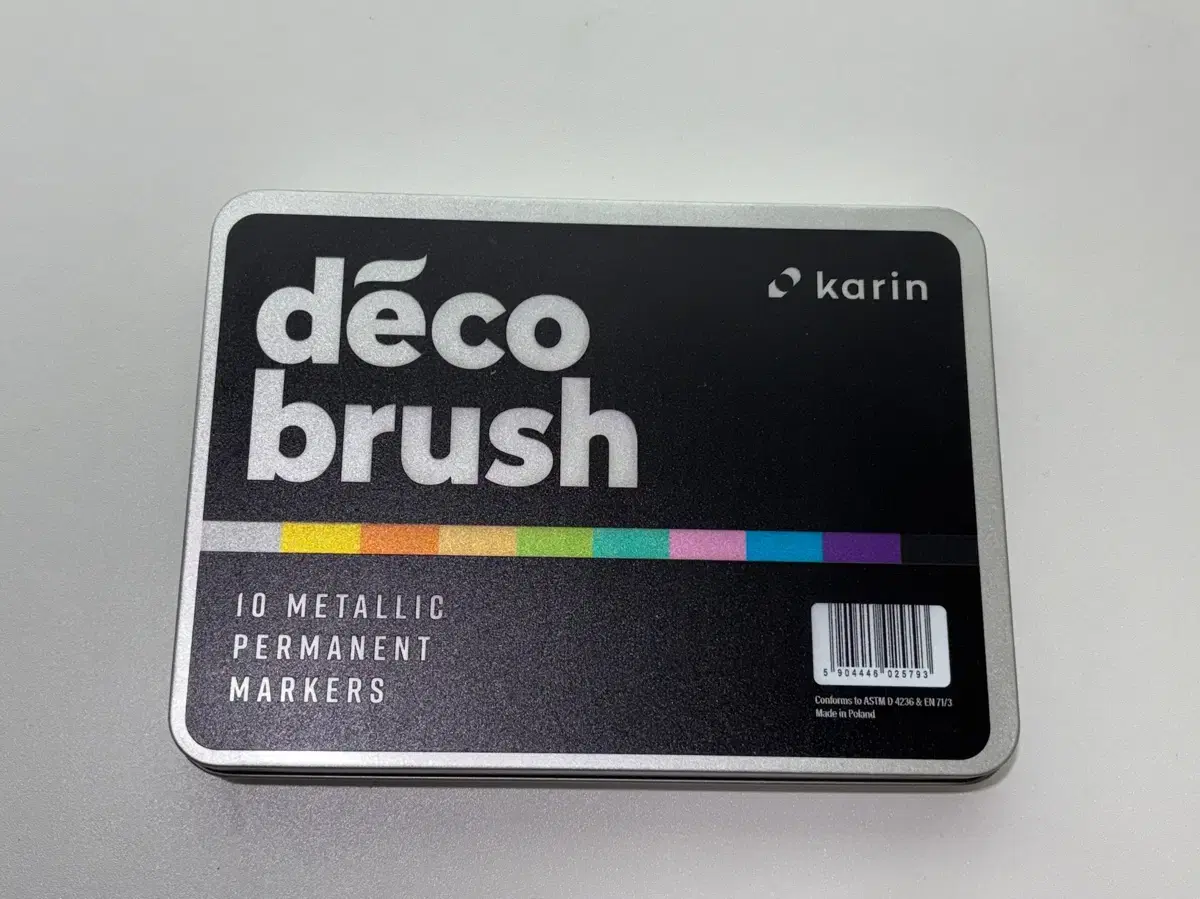 déco
brush
karin
10 METALLIC
PERMANENT
MARKERS
5 904446 025793
Conforms to ASTM D 4236 & EN 71/3
Made in Poland